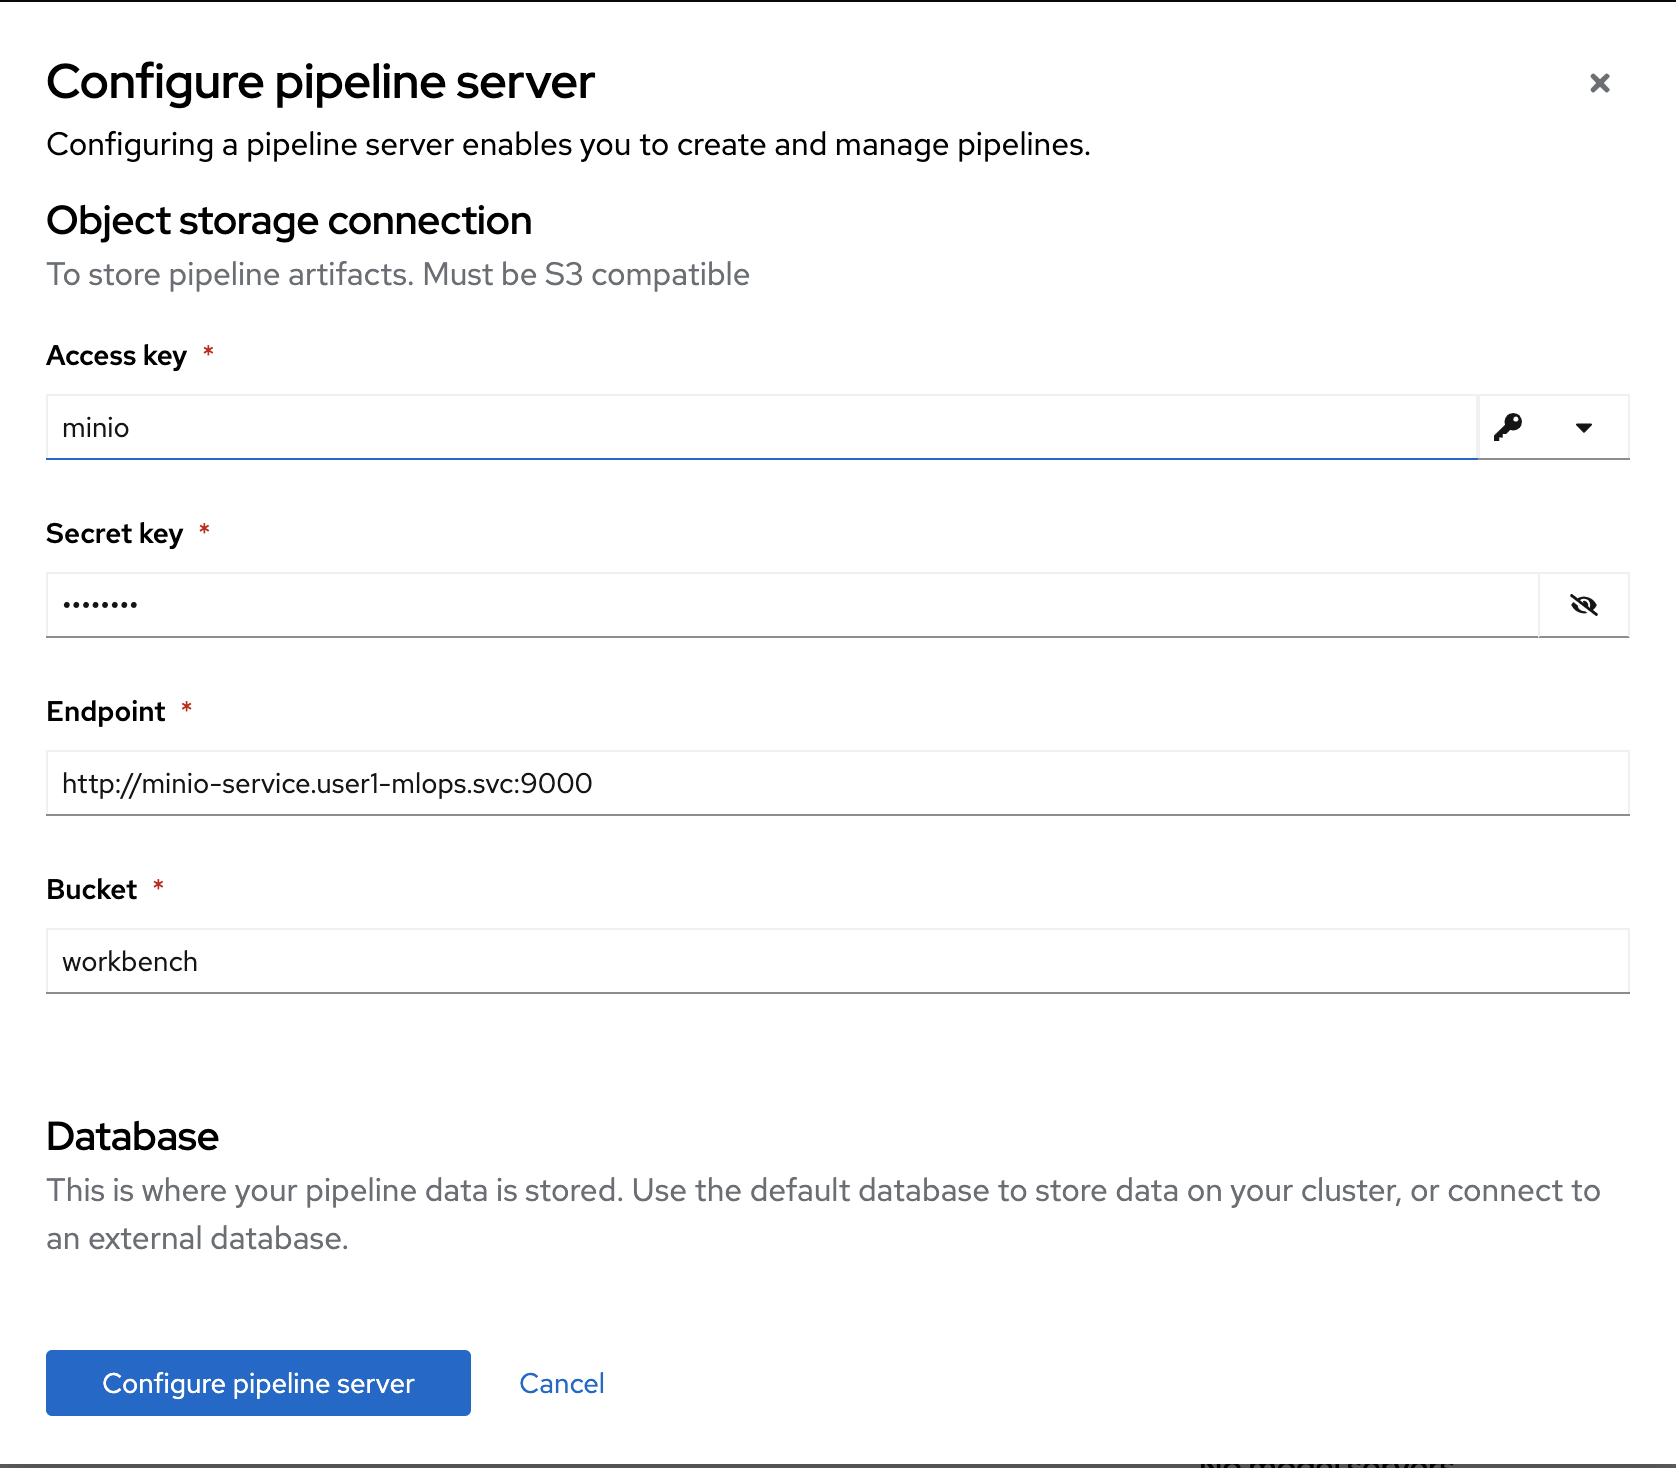 Configure pipeline server
Configuring a pipeline server enables you to create and manage pipelines.
Object storage connection
To store pipeline artifacts. Must be S3 compatible
Access key *
minio
Secret key *
••••••••
Endpoint *
http://minio-service.user1-mlops.svc:9000
Bucket *
workbench
Database
This is where your pipeline data is stored. Use the default database to store data on your cluster, or connect to
an external database.
Configure pipeline server Cancel